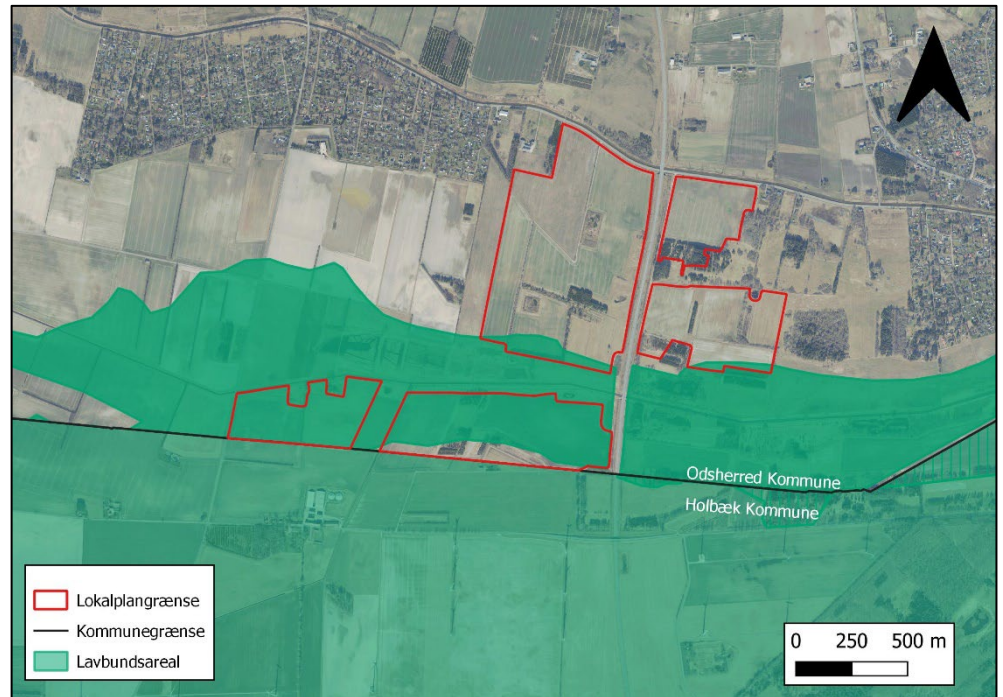 Odsherred Kommune
Holbæk Kommune
Lokalplangrænse
Kommunegrænse
Lavbundsareal
0 250 500 m